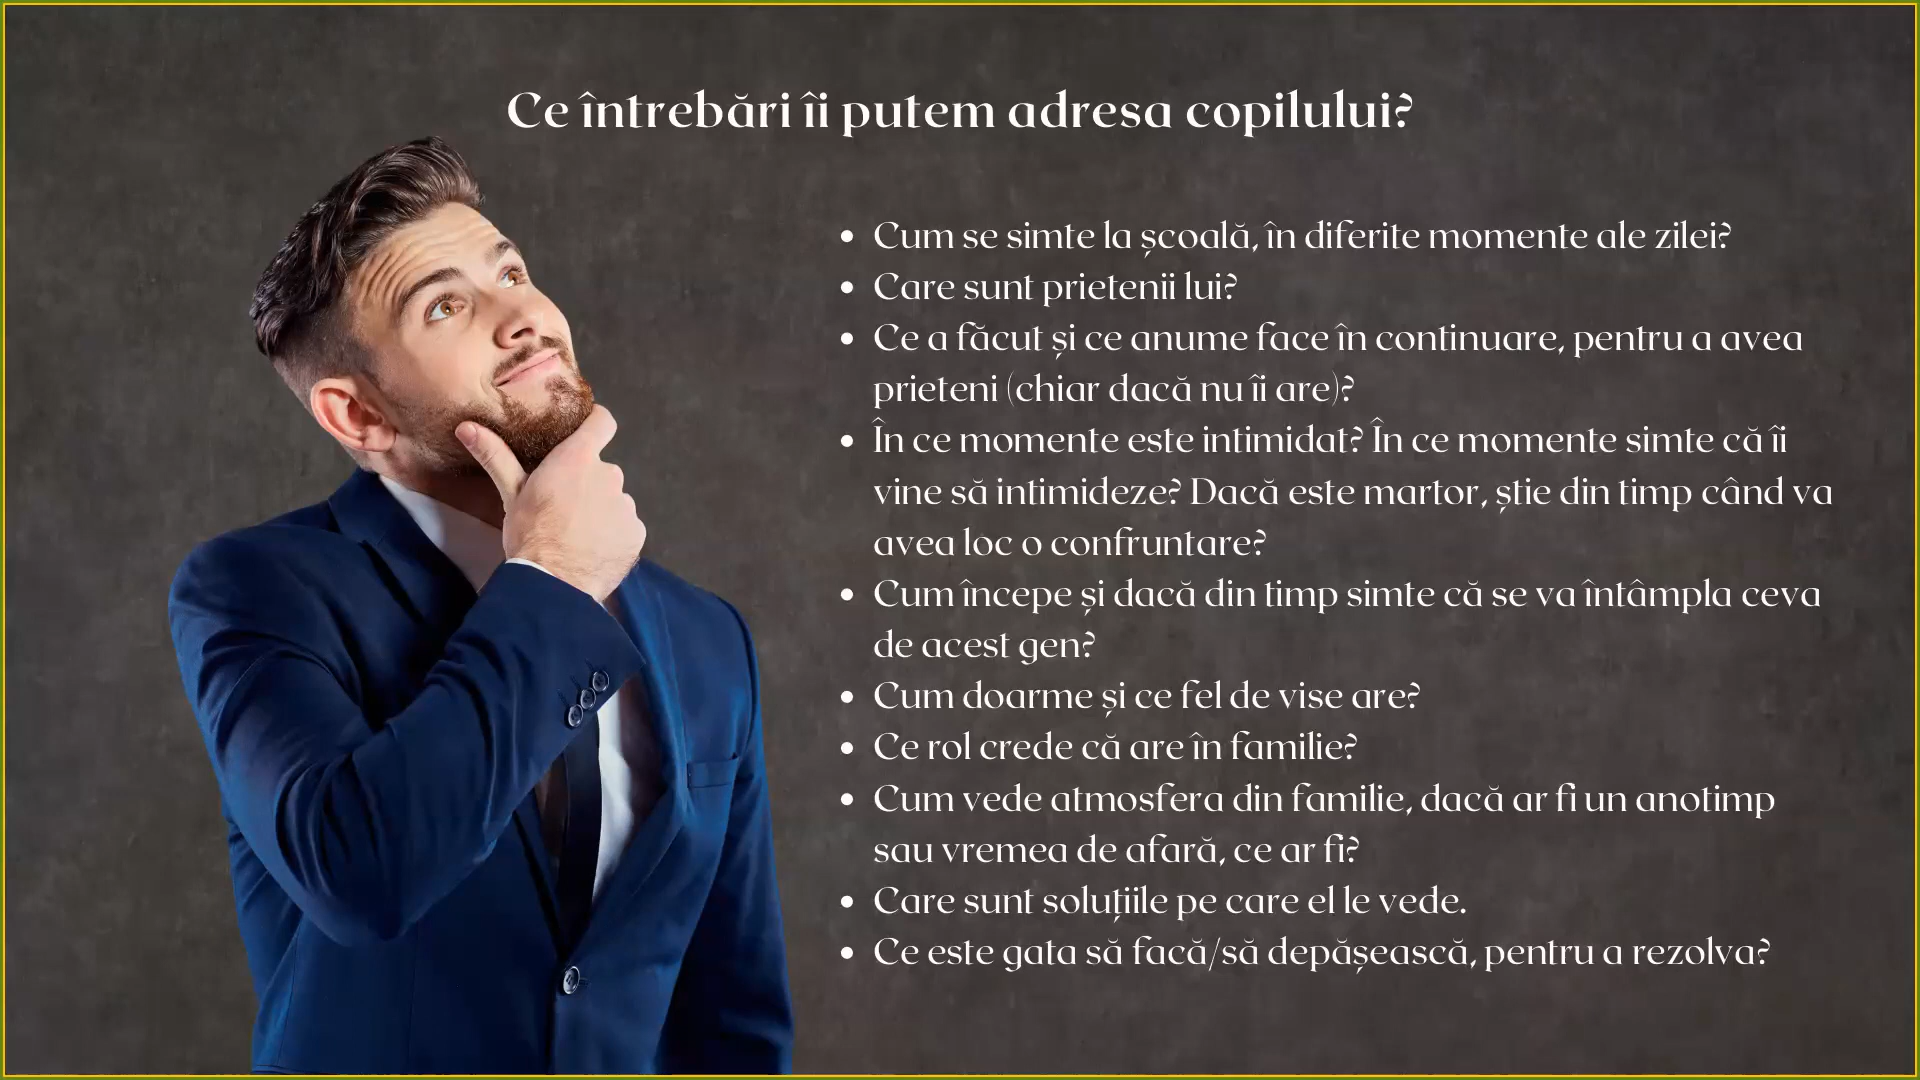 Ce întrebări îi putem adresa copilului?
• Cum se simte la școală, în diferite momente ale zilei?
• Care sunt prietenii lui?
• Ce a făcut și ce anume face în continuare, pentru a avea
prieteni (chiar dacă nu îi are)?
• În ce momente este intimidat? În ce momente simte că îi
vine să intimideze? Dacă este martor, știe din timp când va
avea loc o confruntare?
• Cum începe și dacă din timp simte că se va întâmpla ceva
de acest gen?
• Cum doarme și ce fel de vise are?
• Ce rol crede că are în familie?
• Cum vede atmosfera din familie, dacă ar fi un anotimp
sau vremea de afară, ce ar fi?
• Care sunt soluțiile pe care el le vede.
• Ce este gata să facă/să depășească, pentru a rezolva?